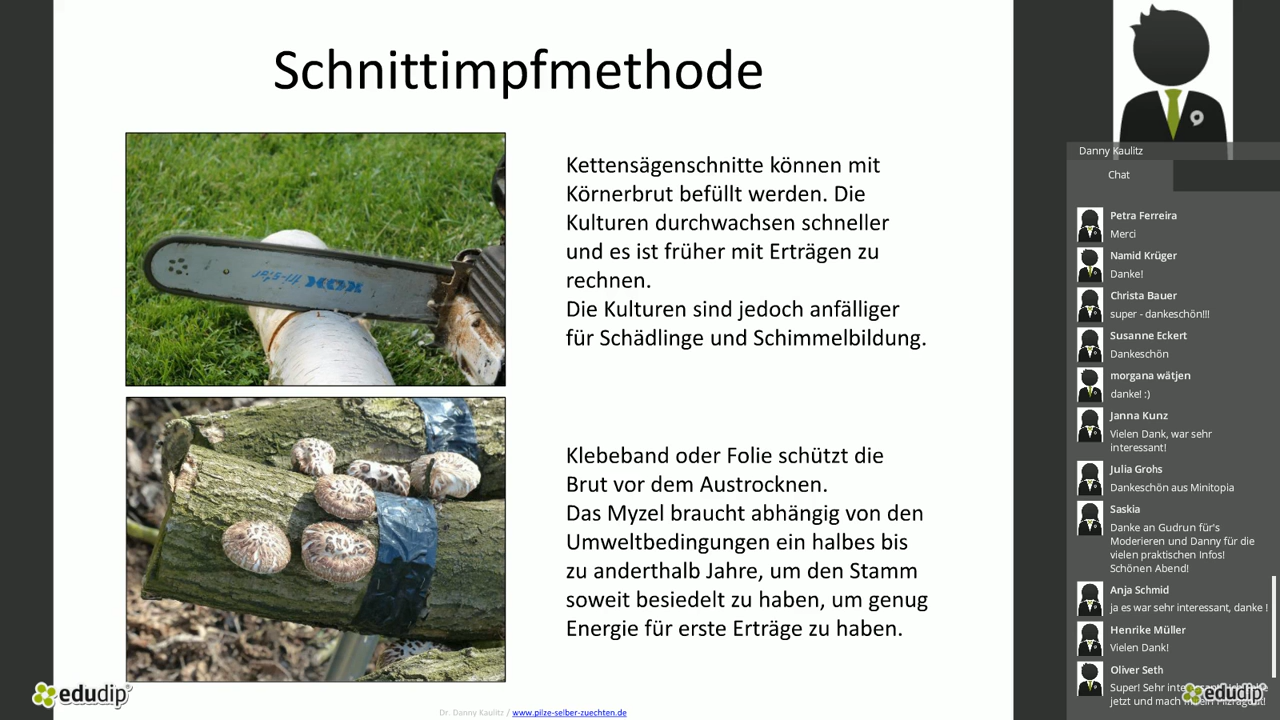 Schnittimpfmethode
Kettensägenschnitte können mit
Körnerbrut befüllt werden. Die
Kulturen durchwachsen schneller
und es ist früher mit Erträgen zu
rechnen.
Die Kulturen sind jedoch anfälliger
für Schädlinge und Schimmelbildung.
KOX
tri-star
Klebeband oder Folie schützt die
Brut vor dem Austrocknen.
Das Myzel braucht abhängig von den
Umweltbedingungen ein halbes bis
zu anderthalb Jahre, um den Stamm
soweit besiedelt zu haben, um genug
Energie für erste Erträge zu haben.
edudip
Dr. Danny Kaulitz / www.pilze-selber-zuechten.de
Danny Kaulitz
Chat
Petra Ferreira
Merci
Namid Krüger
Danke!
Christa Bauer
super - dankeschön!!!
Susanne Eckert
Dankeschön
morgana wätjen
danke! :)
Janna Kunz
Vielen Dank, war sehr
interessant!
Julia Grohs
Dankeschön aus Minitopia
Saskia
Danke an Gudrun für's
Moderieren und Danny für die
vielen praktischen Infos!
Schönen Abend!
Anja Schmid
ja es war sehr interessant, danke !
Henrike Müller
Vielen Dank!
Oliver Seth
Super! Sehr
jetzt und mach
edudip